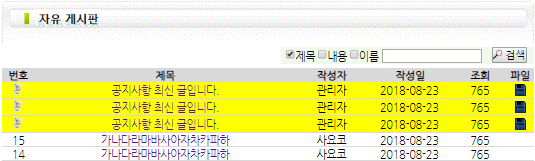 자유 게시판
제목 내용 이름 검색
번호 제목 작성자 작성일 조회 파일
공지사항 최신 글입니다. 관리자 2018-08-23 765
공지사항 최신 글입니다. 관리자 2018-08-23 765
공지사항 최신 글입니다. 관리자 2018-08-23 765
15 가나다라마바사아자차카파하 사요코 2018-08-23 765
14 가나다라마바사아자차카파하 사요코 2018-08-23 765